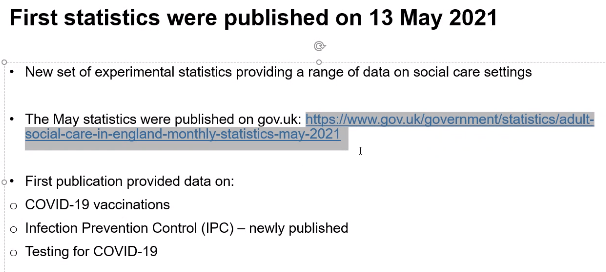 First statistics were published on 13 May 2021
• New set of experimental statistics providing a range of data on social care settings
• The May statistics were published on gov.uk: https://www.gov.uk/government/statistics/adult-
social-care-in-england-monthly-statistics-may-2021
• First publication provided data on:
o COVID-19 vaccinations
o Infection Prevention Control (IPC) – newly published
o Testing for COVID-19